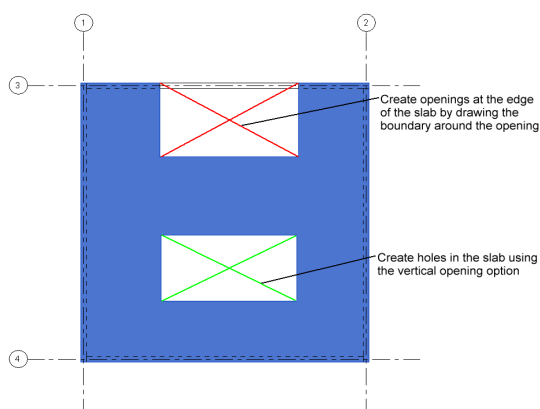 1
2
3
Create openings at the edge
of the slab by drawing the
boundary around the opening
Create holes in the slab using
the vertical opening option
4